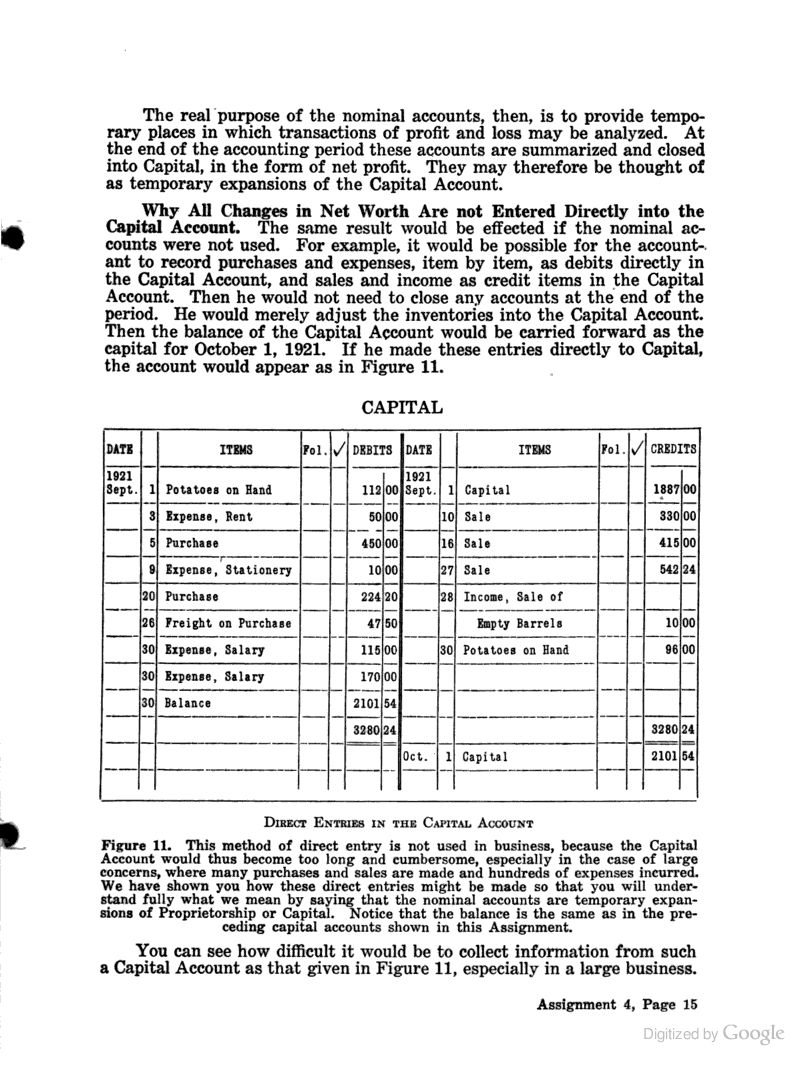 The real purpose of the nominal accounts, then, is to provide tempo-
rary places in which transactions of profit and loss may be analyzed. At
the end of the accounting period these accounts are summarized and closed
into Capital, in the form of net profit. They may therefore be thought of
as temporary expansions of the Capital Account.
Why All Changes in Net Worth Are not Entered Directly into the
Capital Account. The same result would be effected if the nominal ac-
counts were not used. For example, it would be possible for the account-
ant to record purchases and expenses, item by item, as debits directly in
the Capital Account, and sales and income as credit items in the Capital
Account. Then he would not need to close any accounts at the end of the
period. He would merely adjust the inventories into the Capital Account.
Then the balance of the Capital Account would be carried forward as the
capital for October 1, 1921. If he made these entries directly to Capital,
the account would appear as in Figure 11.
CAPITAL
DATE ITEMS Fol. ✓ DEBITS DATE ITEMS Fol. ✓ CREDITS
1921 1921
Sept. 1 Potatoes on Hand 112 00 Sept. 1 Capital 1887 00
3 Expense, Rent 50 00 10 Sale 330 00
5 Purchase 450 00 16 Sale 415 00
9 Expense, Stationery 10 00 27 Sale 542 24
20 Purchase 224 20 28 Income, Sale of
26 Freight on Purchase 47 50 Empty Barrels 10 00
30 Expense, Salary 115 00 30 Potatoes on Hand 96 00
30 Expense, Salary 170 00
30 Balance 2101 54
3280 24 3280 24
Oct. 1 Capital 2101 54
DIRECT ENTRIES IN THE CAPITAL ACCOUNT
Figure 11. This method of direct entry is not used in business, because the Capital
Account would thus become too long and cumbersome, especially in the case of large
concerns, where many purchases and sales are made and hundreds of expenses incurred.
We have shown you how these direct entries might be made so that you will under-
stand fully what we mean by saying that the nominal accounts are temporary expan-
sions of Proprietorship or Capital. Notice that the balance is the same as in the pre-
ceding capital accounts shown in this Assignment.
You can see how difficult it would be to collect information from such
a Capital Account as that given in Figure 11, especially in a large business.
Assignment 4, Page 15
Digitized by Google